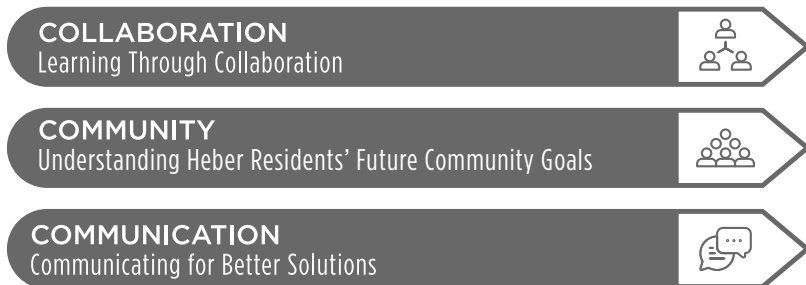 COLLABORATION
Learning Through Collaboration
COMMUNITY
Understanding Heber Residents’ Future Community Goals
COMMUNICATION
Communicating for Better Solutions